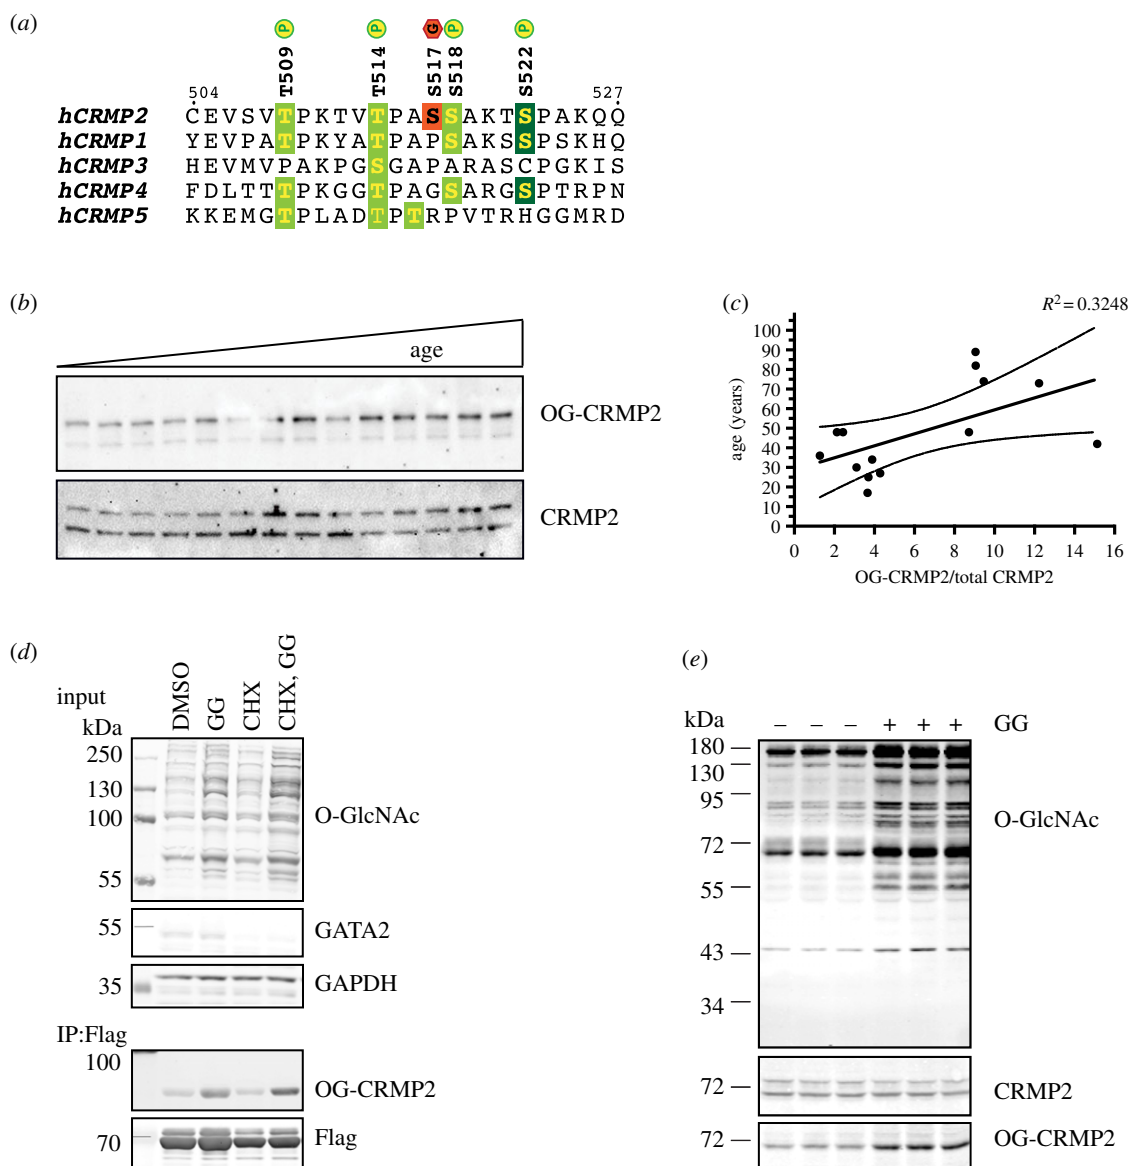 (a)
P P G P P
T509 T514 S517 S518 S522
504 527
hCRMP2 CEVSVTPKTVTPASSAKTSPAKQQ
hCRMP1 YEVPATPKYATPAPSAKSSPSKHQ
hCRMP3 HEVMVPAKPGSGAPARASCPGKIS
hCRMP4 FDLTTTPKGGTPAGSARGSPTRPN
hCRMP5 KKEMGTPLADTPTRPVTRHGGMRD
(b)
age
OG-CRMP2
CRMP2
(c)
R² = 0.3248
100
90
80
70
60
50
40
30
20
10
0
age (years)
0 2 4 6 8 10 12 14 16
OG-CRMP2/total CRMP2
(d)
input
kDa
DMSO GG CHX CHX, GG
250
130
100
55
O-GlcNAc
55
GATA2
35
GAPDH
IP:Flag
100
OG-CRMP2
70
Flag
(e)
kDa
– – – + + + GG
180
130
95
72
55
43
34
O-GlcNAc
72
CRMP2
72
OG-CRMP2